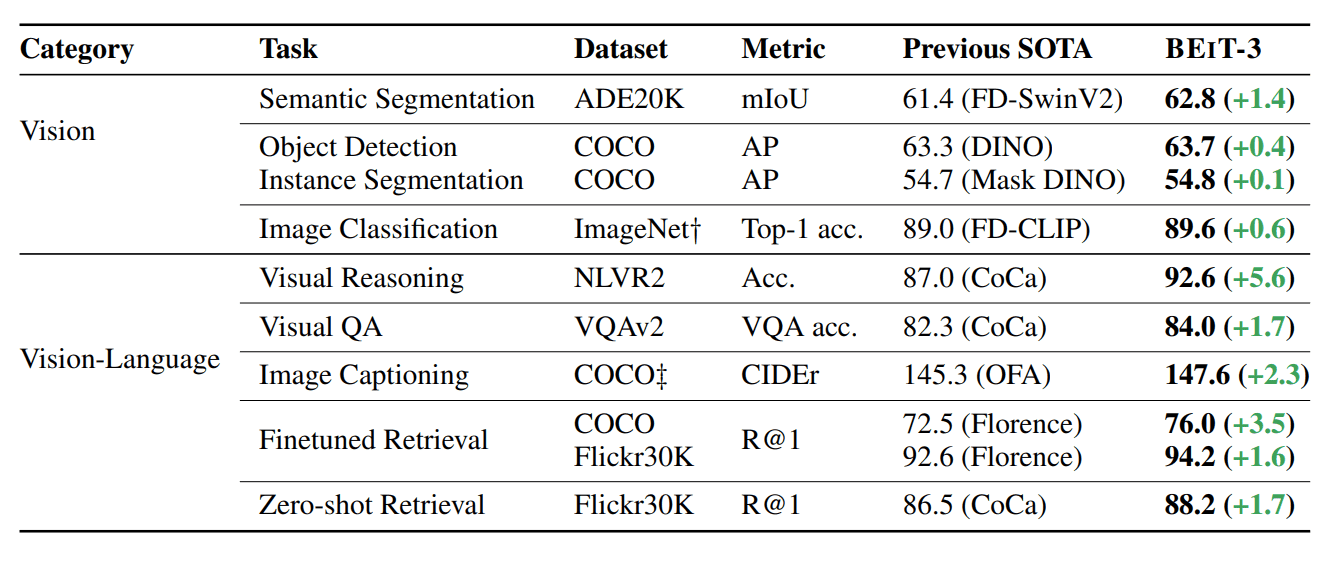 Category Task Dataset Metric Previous SOTA BEIT-3
Vision
Semantic Segmentation ADE20K mIoU 61.4 (FD-SwinV2) 62.8 (+1.4)
Object Detection COCO AP 63.3 (DINO) 63.7 (+0.4)
Instance Segmentation COCO AP 54.7 (Mask DINO) 54.8 (+0.1)
Image Classification ImageNet† Top-1 acc. 89.0 (FD-CLIP) 89.6 (+0.6)
Vision-Language
Visual Reasoning NLVR2 Acc. 87.0 (CoCa) 92.6 (+5.6)
Visual QA VQAv2 VQA acc. 82.3 (CoCa) 84.0 (+1.7)
Image Captioning COCO‡ CIDEr 145.3 (OFA) 147.6 (+2.3)
Finetuned Retrieval R@1
COCO 72.5 (Florence) 76.0 (+3.5)
Flickr30K 92.6 (Florence) 94.2 (+1.6)
Zero-shot Retrieval Flickr30K R@1 86.5 (CoCa) 88.2 (+1.7)